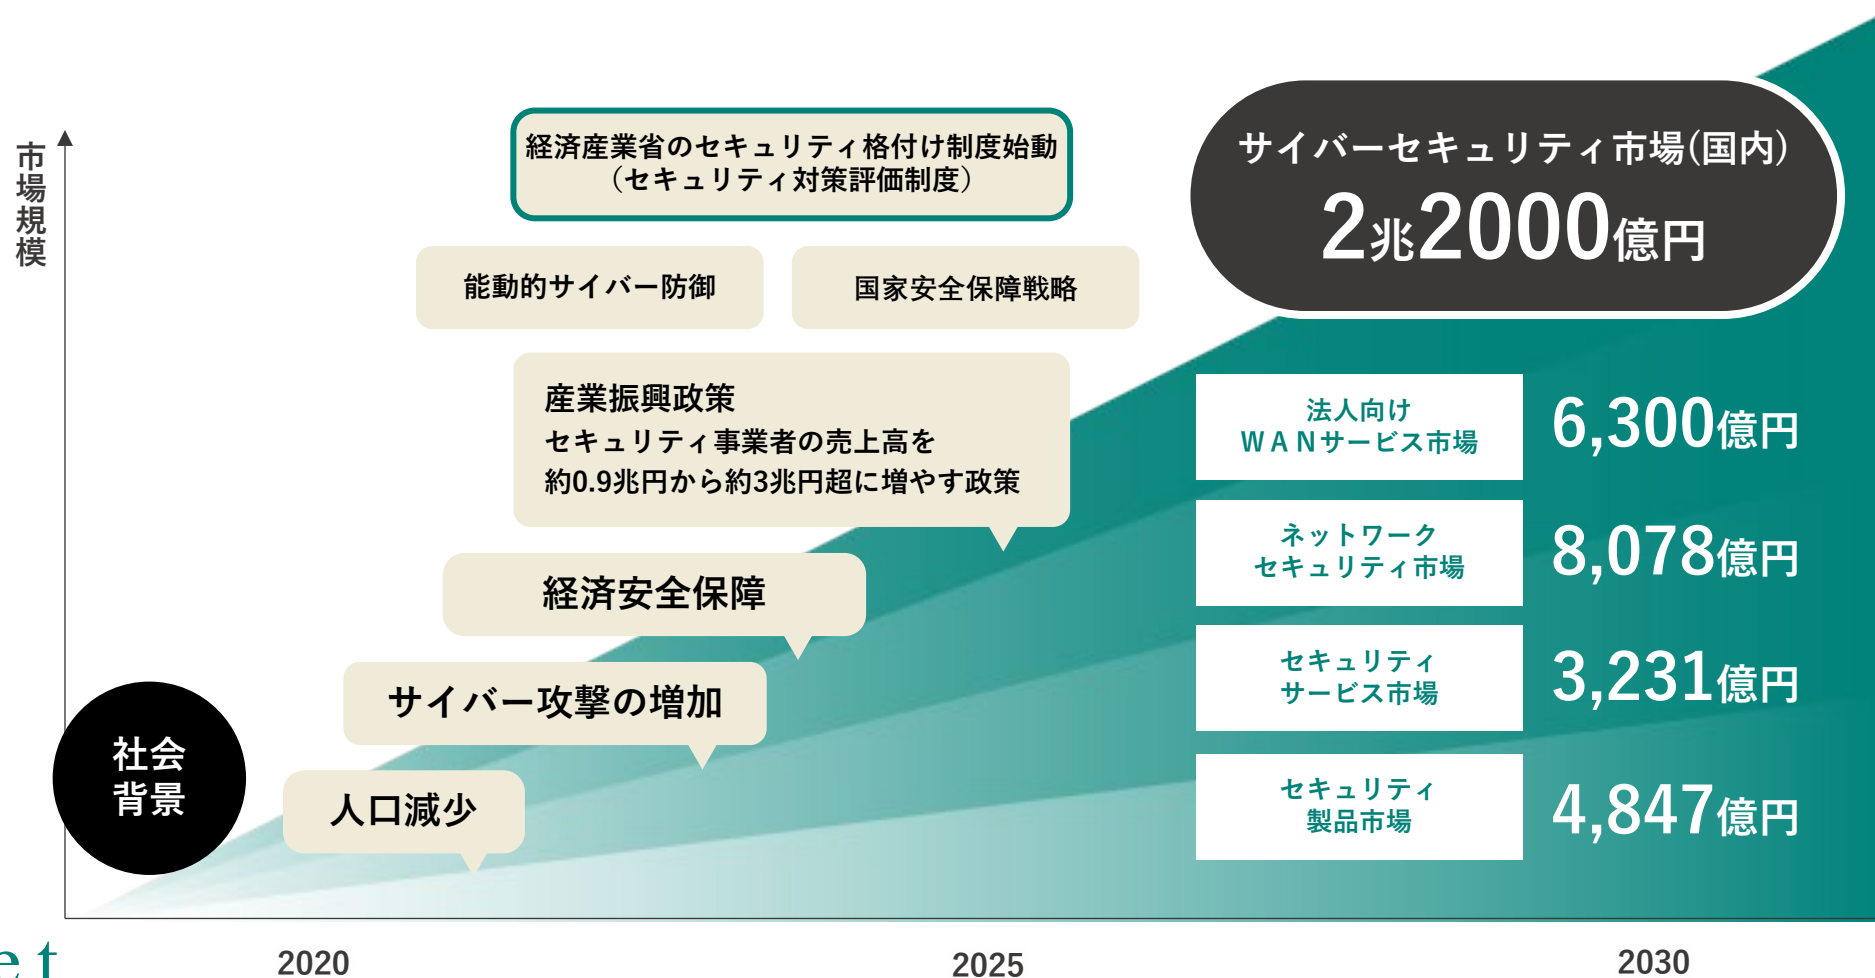 市場規模
経済産業省のセキュリティ格付け制度始動
（セキュリティ対策評価制度）
能動的サイバー防御
国家安全保障戦略
産業振興政策
セキュリティ事業者の売上高を
約0.9兆円から約3兆円超に増やす政策
経済安全保障
サイバー攻撃の増加
人口減少
社会
背景
サイバーセキュリティ市場(国内)
2兆2000億円
法人向け
ＷＡＮサービス市場
6,300億円
ネットワーク
セキュリティ市場
8,078億円
セキュリティ
サービス市場
3,231億円
セキュリティ
製品市場
4,847億円
2020
2025
2030